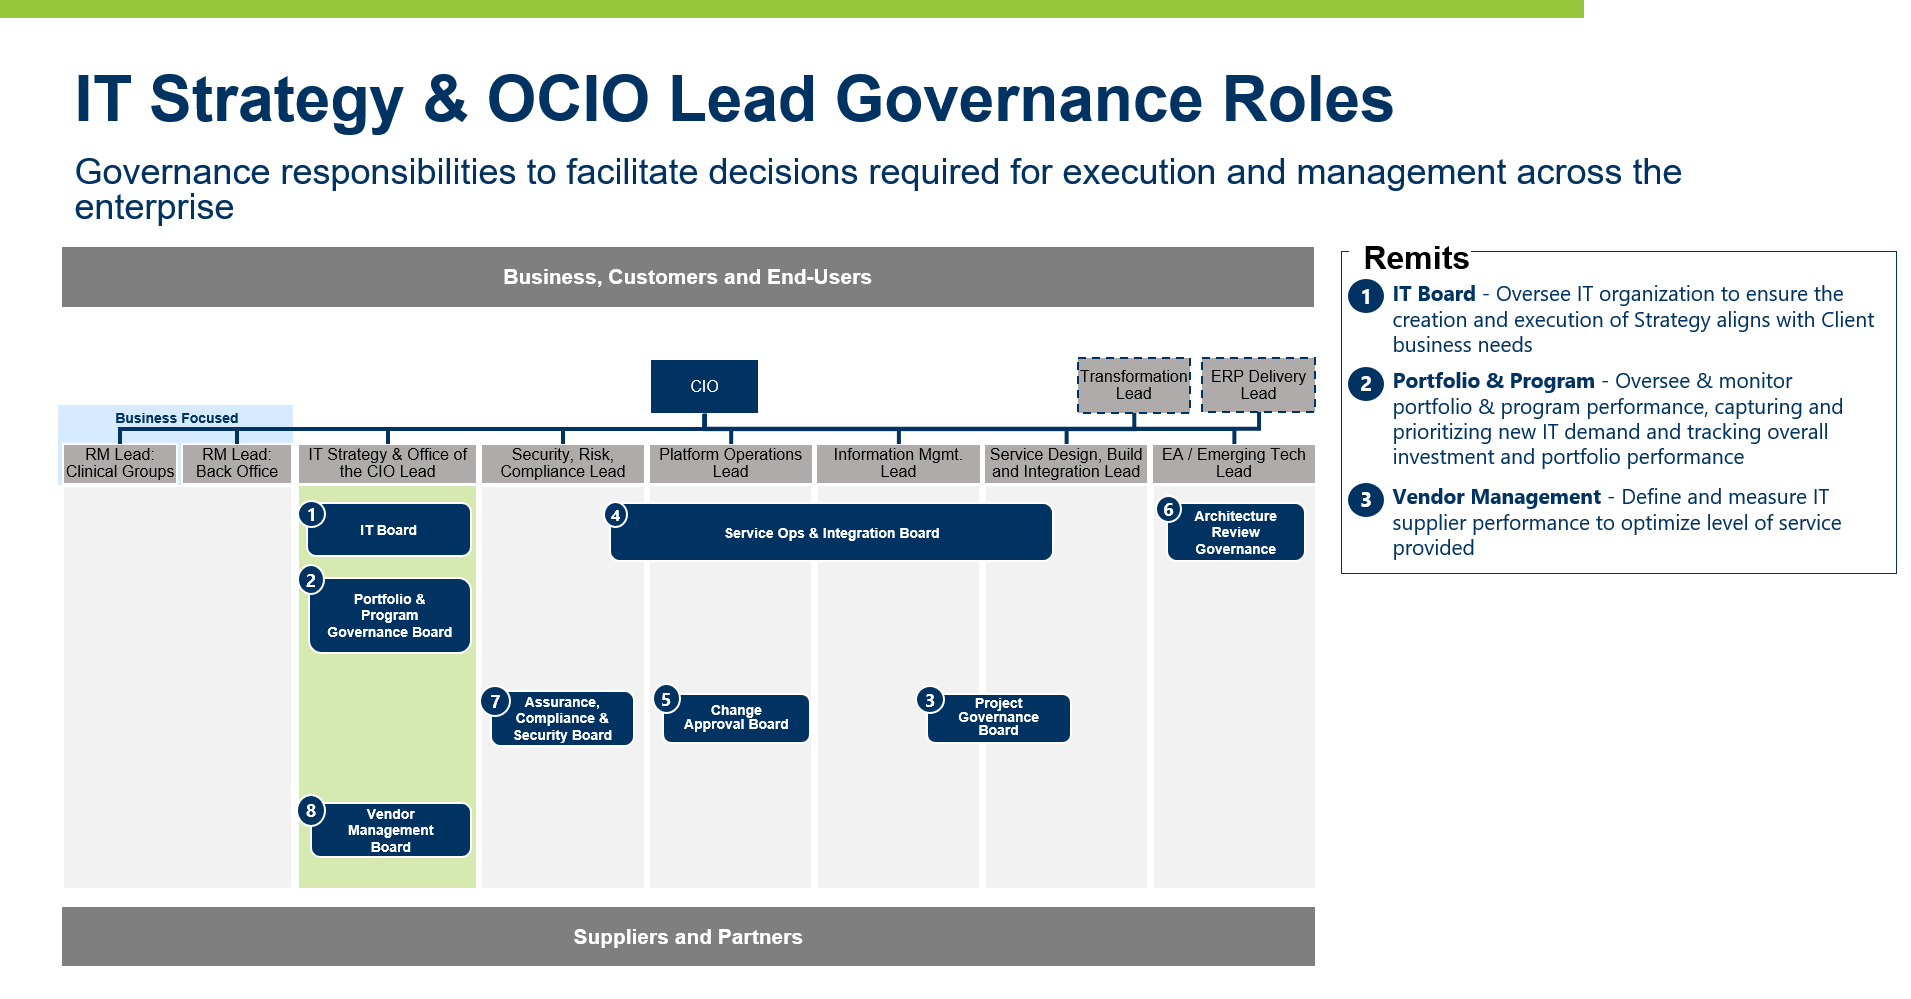 IT Strategy & OCIO Lead Governance Roles
Governance responsibilities to facilitate decisions required for execution and management across the
enterprise
Business, Customers and End-Users
CIO
Transformation
Lead
ERP Delivery
Lead
Business Focused
RM Lead:
Clinical Groups
RM Lead:
Back Office
IT Strategy & Office of
the CIO Lead
Security, Risk,
Compliance Lead
Platform Operations
Lead
Information Mgmt.
Lead
Service Design, Build
and Integration Lead
EA / Emerging Tech
Lead
1
IT Board
4
Service Ops & Integration Board
6
Architecture
Review
Governance
2
Portfolio &
Program
Governance Board
7
Assurance,
Compliance &
Security Board
5
Change
Approval Board
3
Project
Governance
Board
8
Vendor
Management
Board
Suppliers and Partners
Remits
1 IT Board - Oversee IT organization to ensure the
creation and execution of Strategy aligns with Client
business needs
2 Portfolio & Program - Oversee & monitor
portfolio & program performance, capturing and
prioritizing new IT demand and tracking overall
investment and portfolio performance
3 Vendor Management - Define and measure IT
supplier performance to optimize level of service
provided